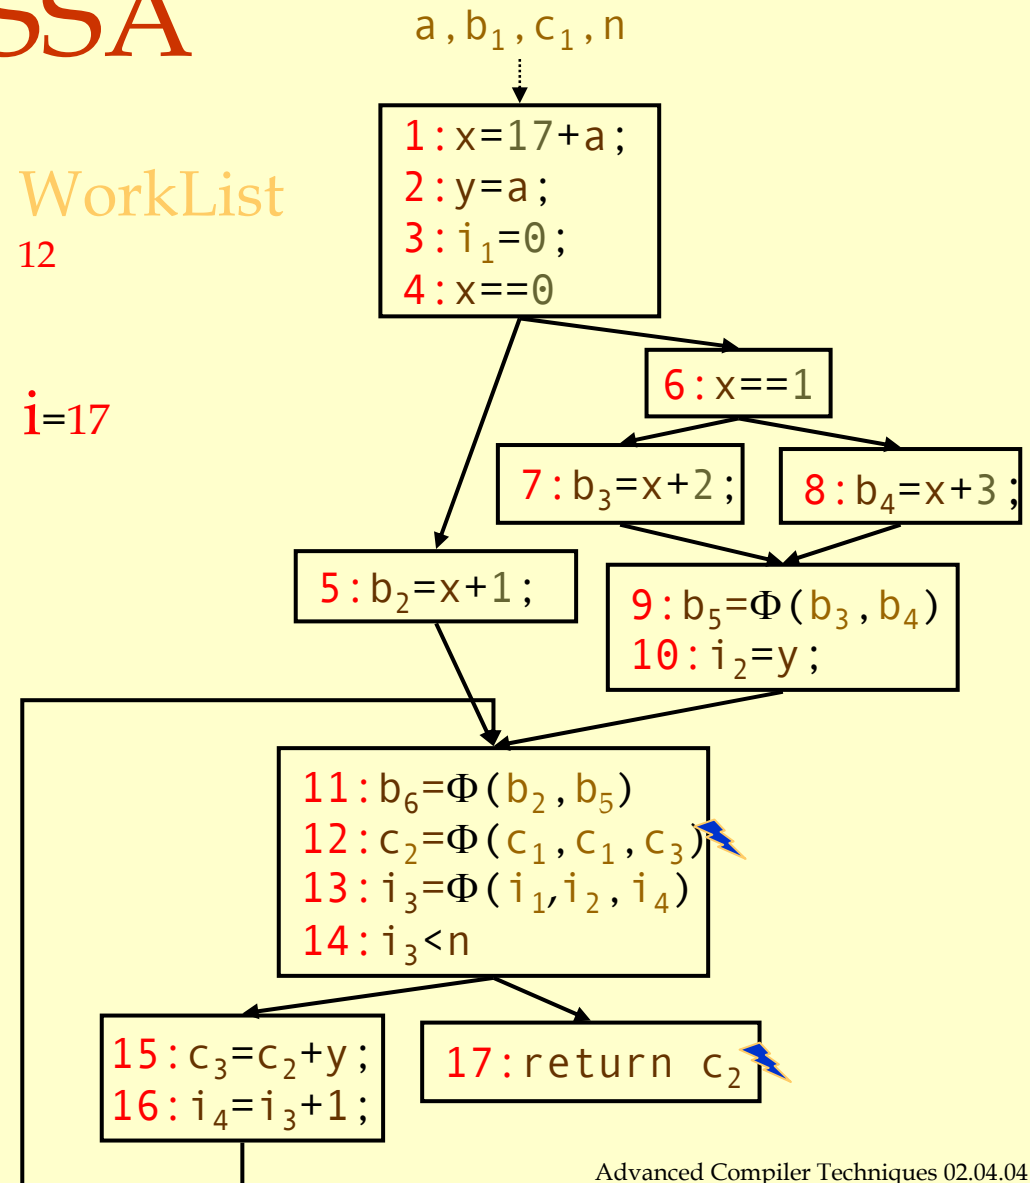 SSA
a,b₁,c₁,n
WorkList
12
i=17
1:x=17+a;
2:y=a;
3:i₁=0;
4:x==0
6:x==1
7:b₃=x+2;
8:b₄=x+3;
5:b₂=x+1;
9:b₅=Φ(b₃,b₄)
10:i₂=y;
11:b₆=Φ(b₂,b₅)
12:c₂=Φ(c₁,c₁,c₃)
13:i₃=Φ(i₁,i₂,i₄)
14:i₃<n
15:c₃=c₂+y;
16:i₄=i₃+1;
17:return c₂
Advanced Compiler Techniques 02.04.04